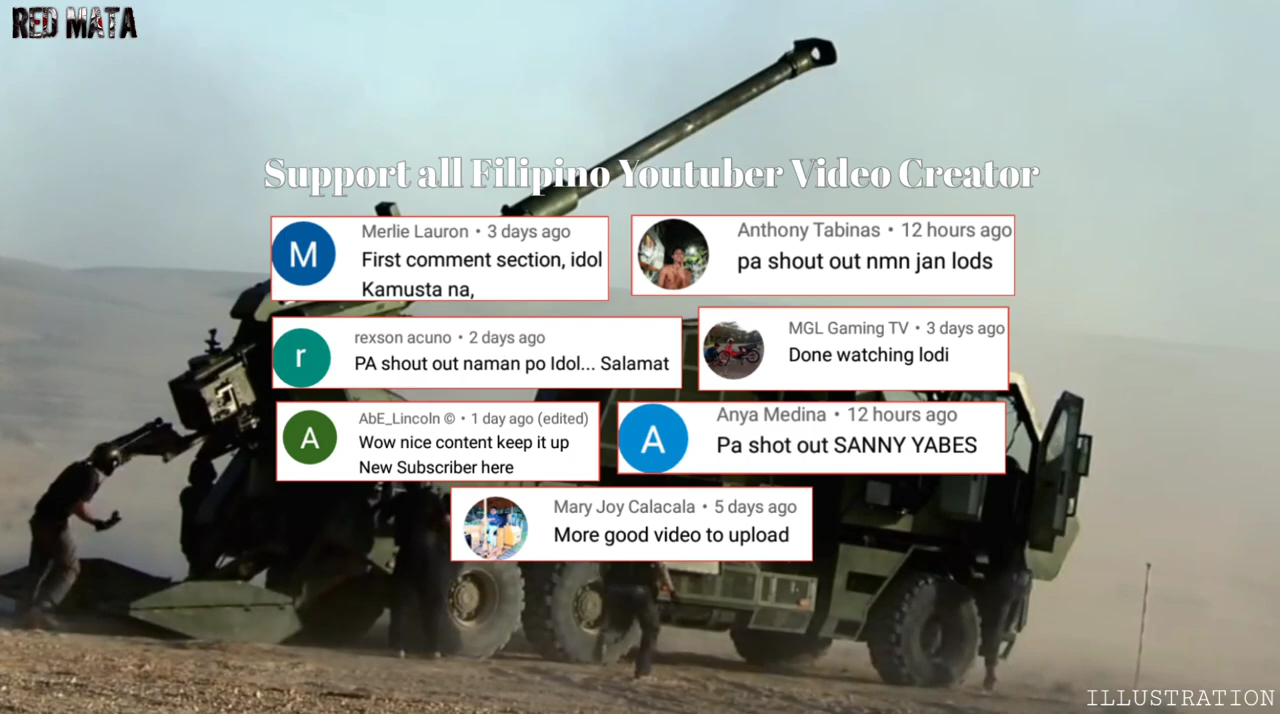 RED MATA
Support all Filipino Youtuber Video Creator
Merlie Lauron • 3 days ago
First comment section, idol
Kamusta na,
Anthony Tabinas • 12 hours ago
pa shout out nmn jan lods
rexson acuno • 2 days ago
PA shout out naman po Idol... Salamat
MGL Gaming TV • 3 days ago
Done watching lodi
AbE_Lincoln © • 1 day ago (edited)
Wow nice content keep it up
New Subscriber here
Anya Medina • 12 hours ago
Pa shot out SANNY YABES
Mary Joy Calacala • 5 days ago
More good video to upload
M
r
A
A
ILLUSTRATION